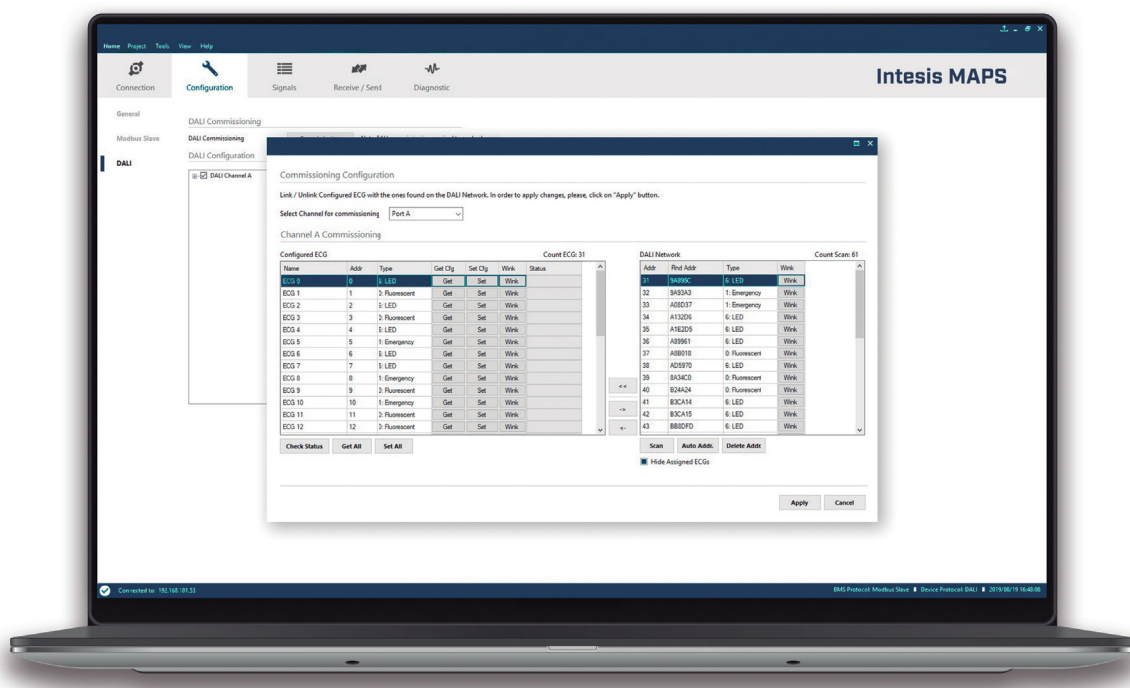 Home Project Tools View Help
Connection Configuration Signals Receive / Send Diagnostic
Intesis MAPS
General
Modbus Slave
DALI
DALI Commissioning
DALI Commissioning
DALI Configuration
DALI Channel A
Commissioning Configuration
Link / Unlink Configured ECG with the ones found on the DALI Network. In order to apply changes, please, click on "Apply" button.
Select Channel for commissioning Port A
Channel A Commissioning
Configured ECG Count ECG: 31
Name Addr Type Get Cfg Set Cfg Wink Status
ECG 0 0 6: LED Get Set Wink
ECG 1 1 0: Fluorescent Get Set Wink
ECG 2 2 6: LED Get Set Wink
ECG 3 3 0: Fluorescent Get Set Wink
ECG 4 4 6: LED Get Set Wink
ECG 5 5 1: Emergency Get Set Wink
ECG 6 6 6: LED Get Set Wink
ECG 7 7 6: LED Get Set Wink
ECG 8 8 1: Emergency Get Set Wink
ECG 9 9 0: Fluorescent Get Set Wink
ECG 10 10 1: Emergency Get Set Wink
ECG 11 11 0: Fluorescent Get Set Wink
ECG 12 12 0: Fluorescent Get Set Wink
Check Status Get All Set All
<<
->
<-
DALI Network Count Scan: 61
Addr Rnd Addr Type Wink
31 9A895C 6: LED Wink
32 9A93A3 1: Emergency Wink
33 A08D37 1: Emergency Wink
34 A132D6 6: LED Wink
35 A1E2D5 6: LED Wink
36 A89961 6: LED Wink
37 A8B018 0: Fluorescent Wink
38 AD5970 6: LED Wink
39 8A34C0 0: Fluorescent Wink
40 B24A24 0: Fluorescent Wink
41 B3CA14 6: LED Wink
42 B3CA15 6: LED Wink
43 BB8DFD 6: LED Wink
Scan Auto Addr. Delete Addr
Hide Assigned ECGs
Apply Cancel
Connected to: 192.168.101.53
BMS Protocol: Modbus Slave Device Protocol: DALI 2019/08/19 16:48:08